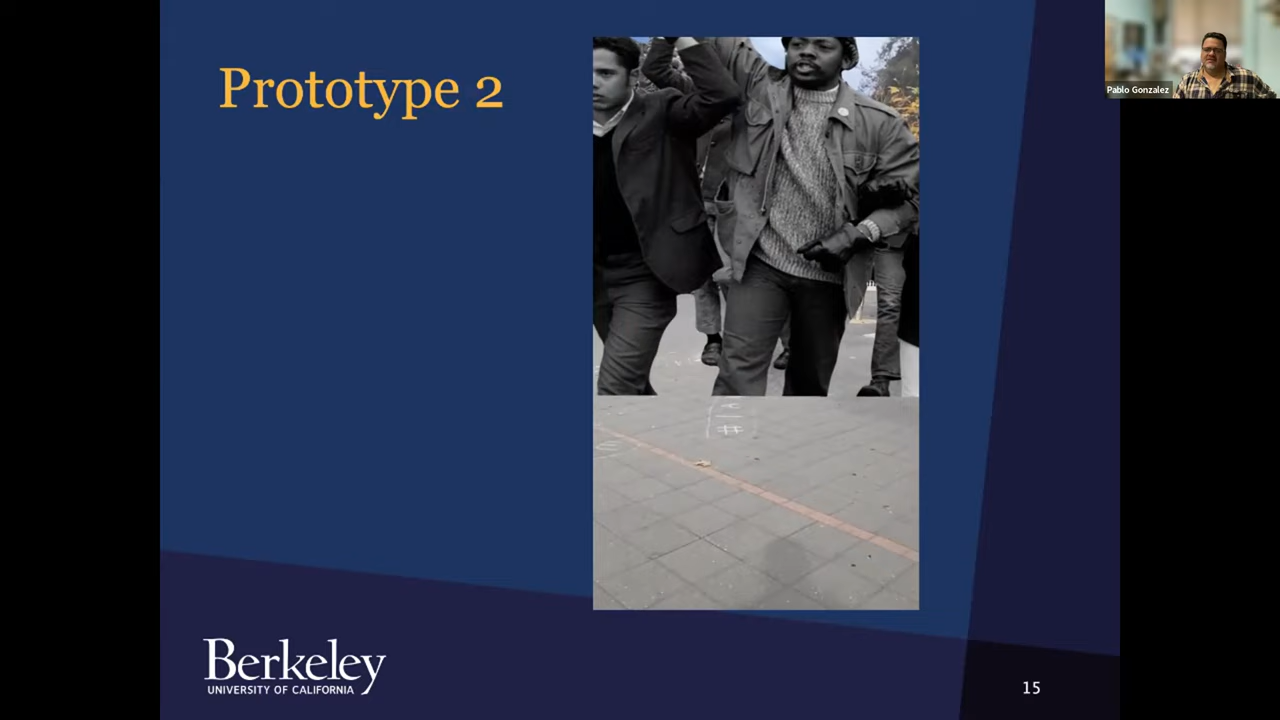 Prototype 2
Pablo Gonzalez
Berkeley
UNIVERSITY OF CALIFORNIA
15